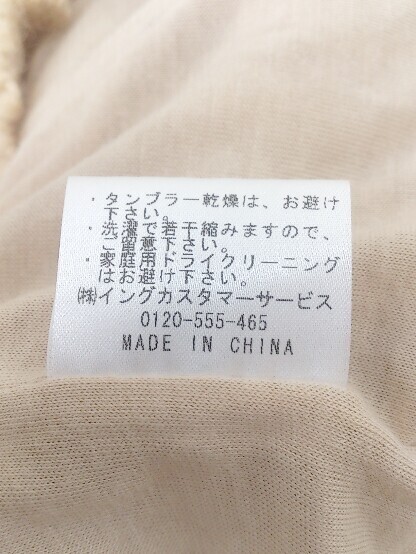 ・タンブラー乾燥は、お避け
下さい。
・洗濯で若干縮みますので、
ご留意下さい。
・家庭用ドライクリーニング
はお避け下さい。
㈱イングカスタマーサービス
0120-555-465
MADE IN CHINA